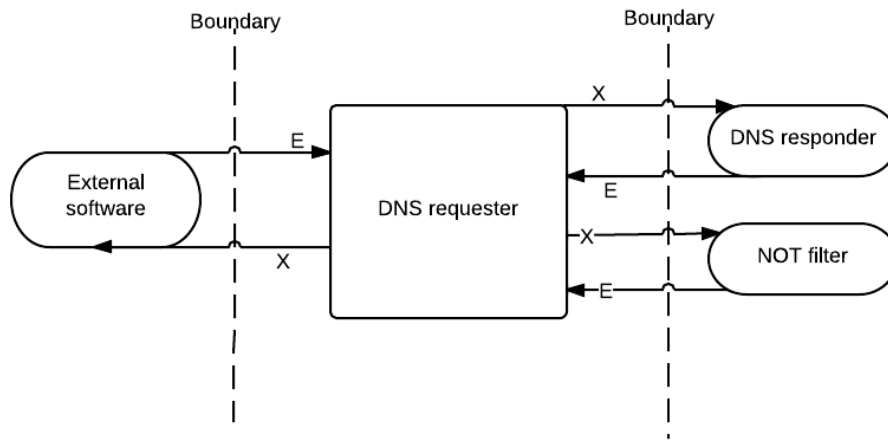 Boundary
Boundary
X
DNS responder
E
E
External
software
DNS requester
X
NOT filter
X
E